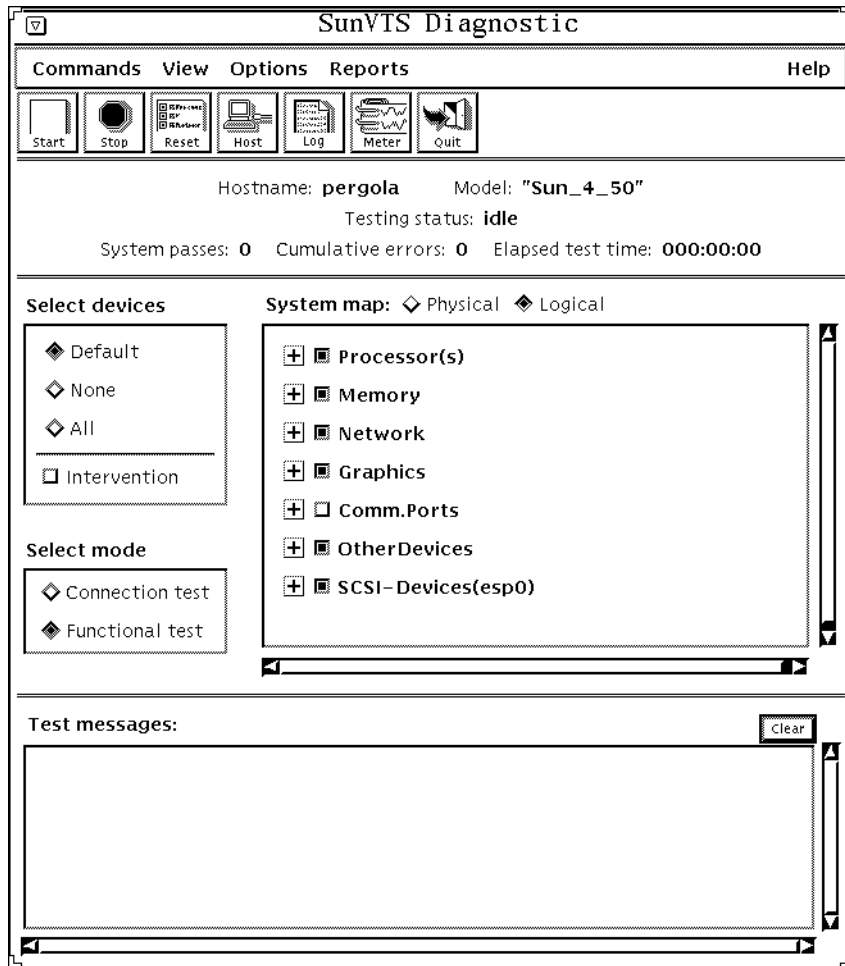 SunVTS Diagnostic
Commands View Options Reports Help
Start Stop Reset Host Log Meter Quit
Hostname: pergola Model: "Sun_4_50"
Testing status: idle
System passes: 0 Cumulative errors: 0 Elapsed test time: 000:00:00
Select devices
System map: Physical Logical
Default
None
All
Intervention
Processor(s)
Memory
Network
Graphics
Comm.Ports
OtherDevices
SCSI-Devices(esp0)
Select mode
Connection test
Functional test
Test messages:
Clear